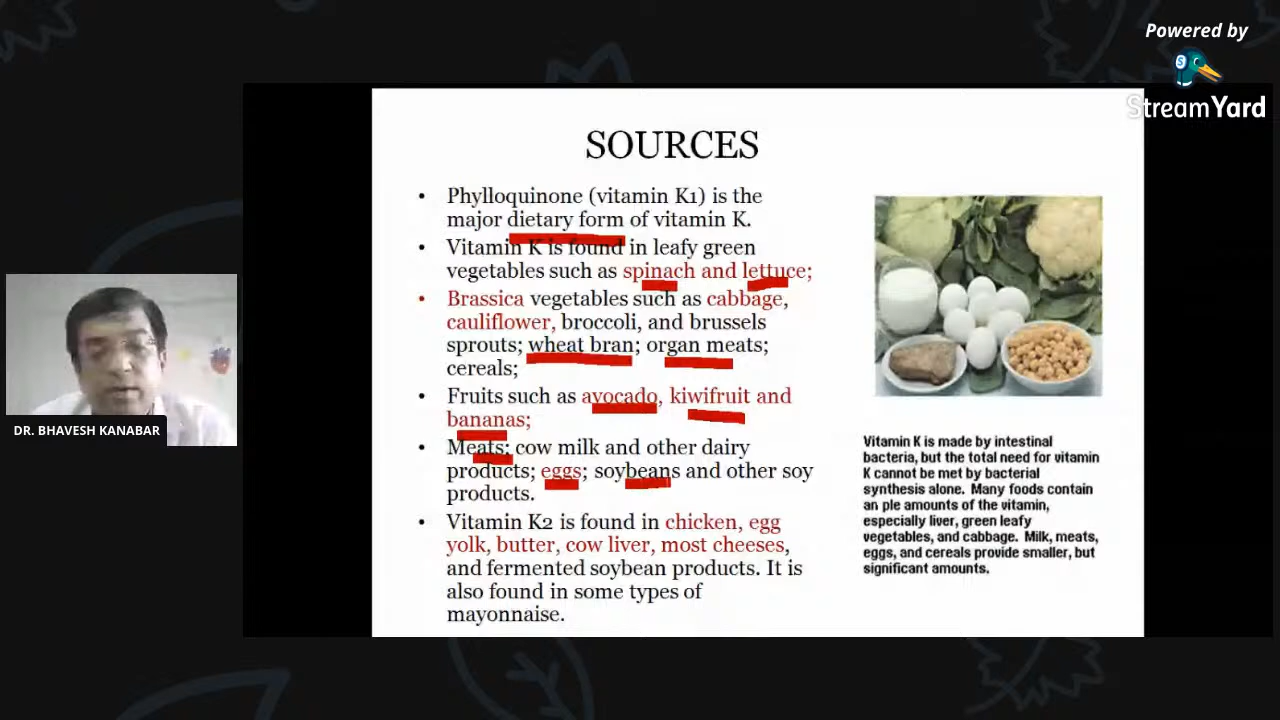 Powered by
StreamYard
SOURCES
• Phylloquinone (vitamin K1) is the
major dietary form of vitamin K.
• Vitamin K is found in leafy green
vegetables such as spinach and lettuce;
• Brassica vegetables such as cabbage,
cauliflower, broccoli, and brussels
sprouts; wheat bran; organ meats;
cereals;
• Fruits such as avocado, kiwifruit and
bananas;
• Meats; cow milk and other dairy
products; eggs; soybeans and other soy
products.
• Vitamin K2 is found in chicken, egg
yolk, butter, cow liver, most cheeses,
and fermented soybean products. It is
also found in some types of
mayonnaise.
Vitamin K is made by intestinal
bacteria, but the total need for vitamin
K cannot be met by bacterial
synthesis alone. Many foods contain
an ple amounts of the vitamin,
especially liver, green leafy
vegetables, and cabbage. Milk, meats,
eggs, and cereals provide smaller, but
significant amounts.
DR. BHAVESH KANABAR